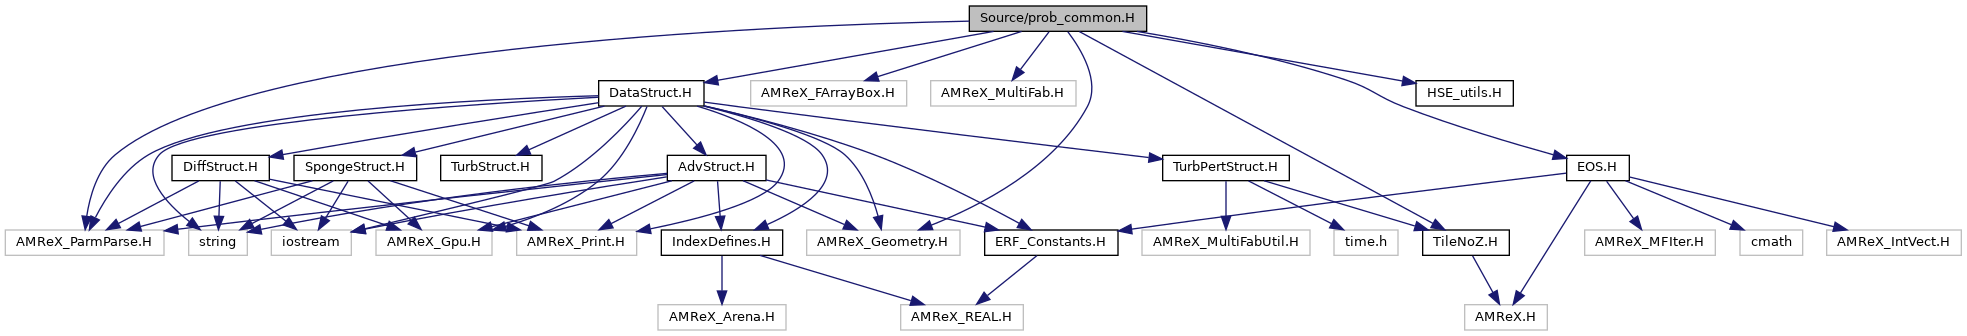 Source/prob_common.H
DataStruct.H
AMReX_FArrayBox.H
AMReX_MultiFab.H
HSE_utils.H
DiffStruct.H
SpongeStruct.H
TurbStruct.H
AdvStruct.H
TurbPertStruct.H
EOS.H
AMReX_ParmParse.H
string
iostream
AMReX_Gpu.H
AMReX_Print.H
IndexDefines.H
AMReX_Geometry.H
ERF_Constants.H
AMReX_MultiFabUtil.H
time.h
TileNoZ.H
AMReX_MFIter.H
cmath
AMReX_IntVect.H
AMReX_Arena.H
AMReX_REAL.H
AMReX.H